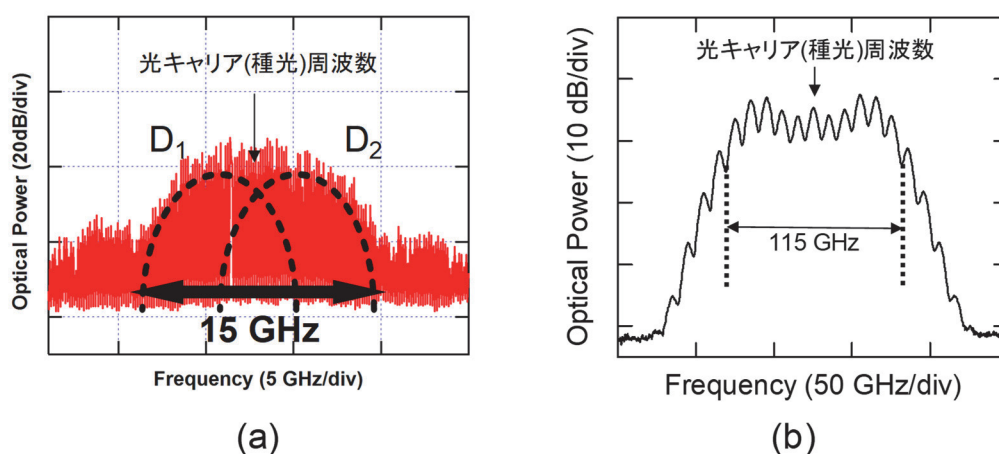 (a)
光キャリア(種光)周波数
D1
D2
15 GHz
Optical Power (20dB/div)
Frequency (5 GHz/div)
(b)
光キャリア(種光)周波数
115 GHz
Optical Power (10 dB/div)
Frequency (50 GHz/div)
(a)
(b)